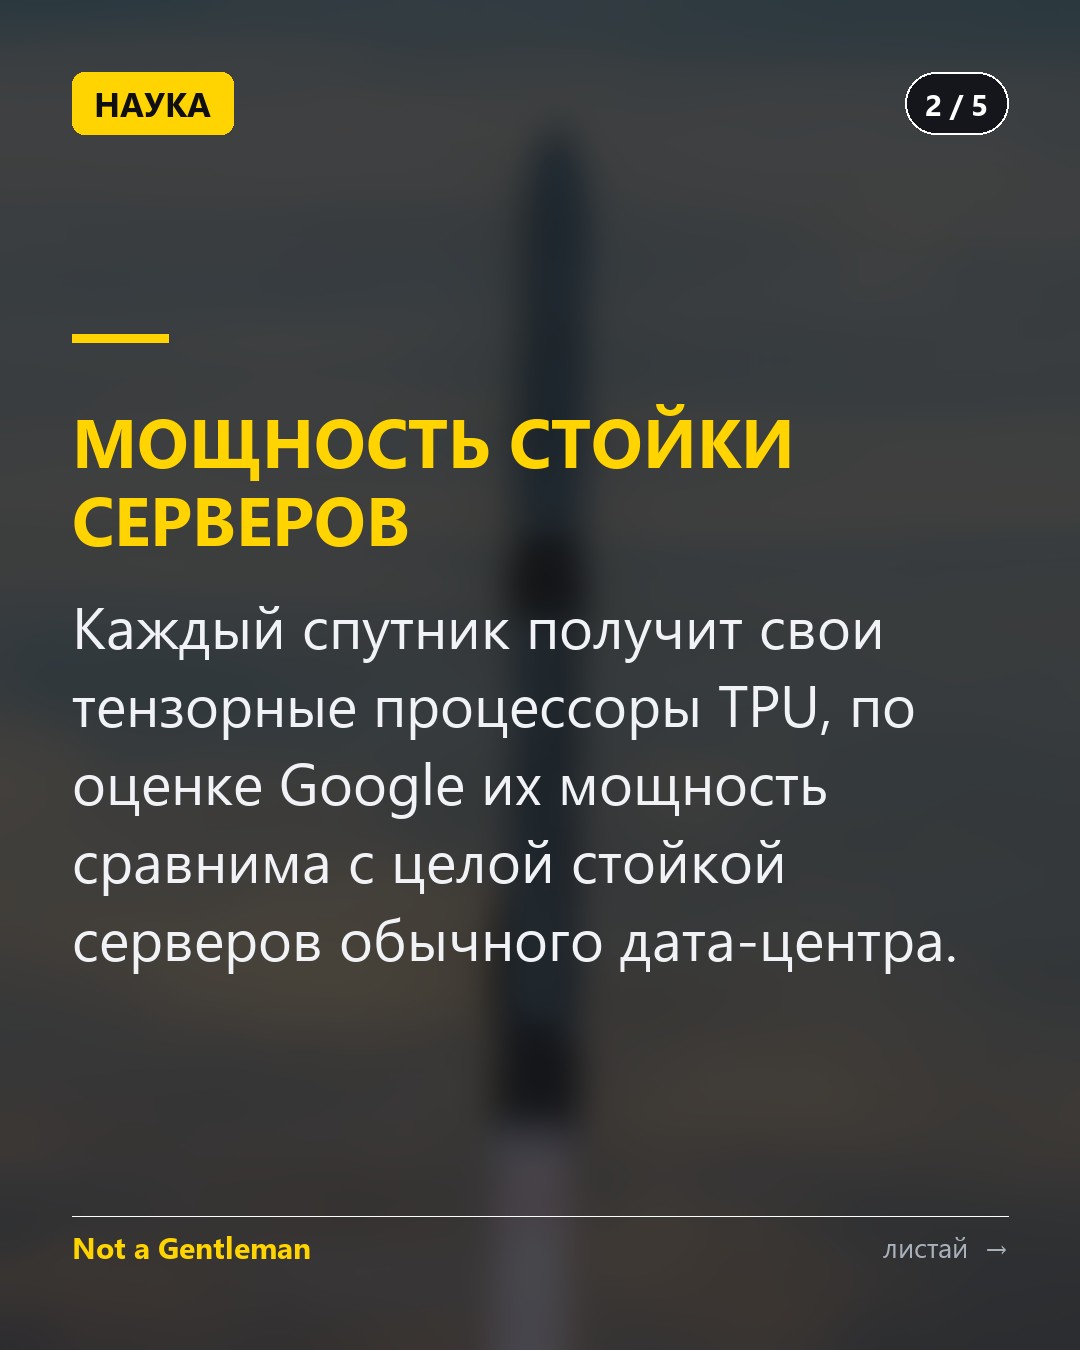 НАУКА
2 / 5
МОЩНОСТЬ СТОЙКИ
СЕРВЕРОВ
Каждый спутник получит свои
тензорные процессоры TPU, по
оценке Google их мощность
сравнима с целой стойкой
серверов обычного дата-центра.
Not a Gentleman
листай →